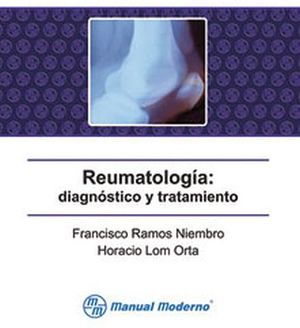 Reumatología:
diagnóstico y tratamiento
Francisco Ramos Niembro
Horacio Lom Orta
Manual Moderno®